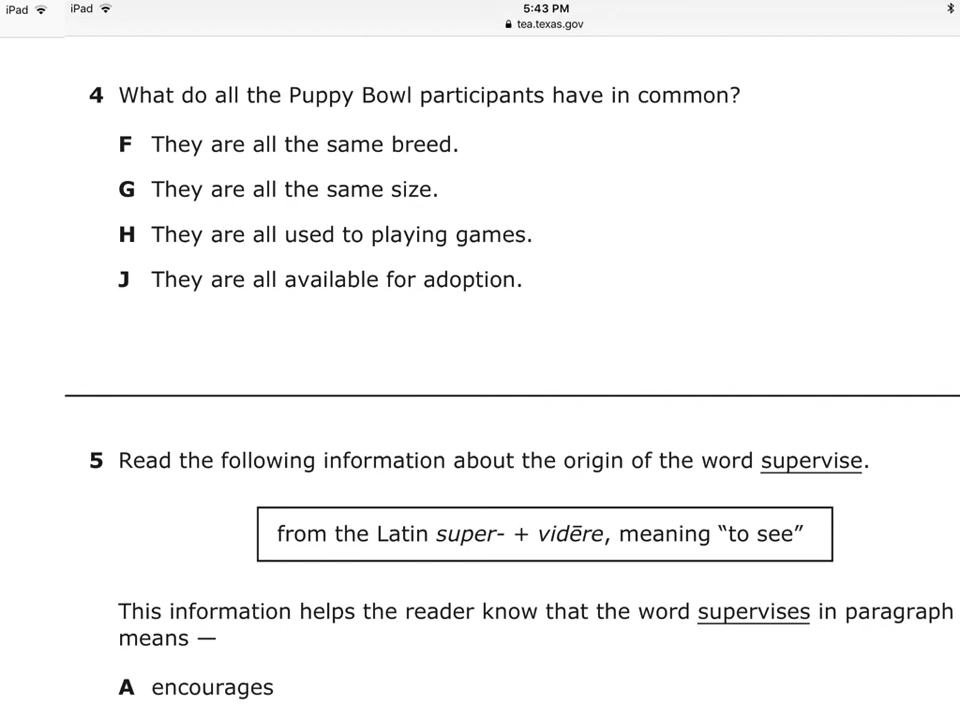 iPad iPad 5:43 PM
tea.texas.gov
4 What do all the Puppy Bowl participants have in common?
F They are all the same breed.
G They are all the same size.
H They are all used to playing games.
J They are all available for adoption.
5 Read the following information about the origin of the word supervise.
from the Latin super- + vidēre, meaning “to see”
This information helps the reader know that the word supervises in paragraph
means —
A encourages